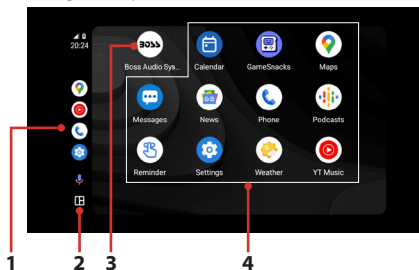 20:24
BOSS
Boss Audio Sys... Calendar GameSnacks Maps
Messages News Phone Podcasts
Reminder Settings Weather YT Music
1 2 3 4